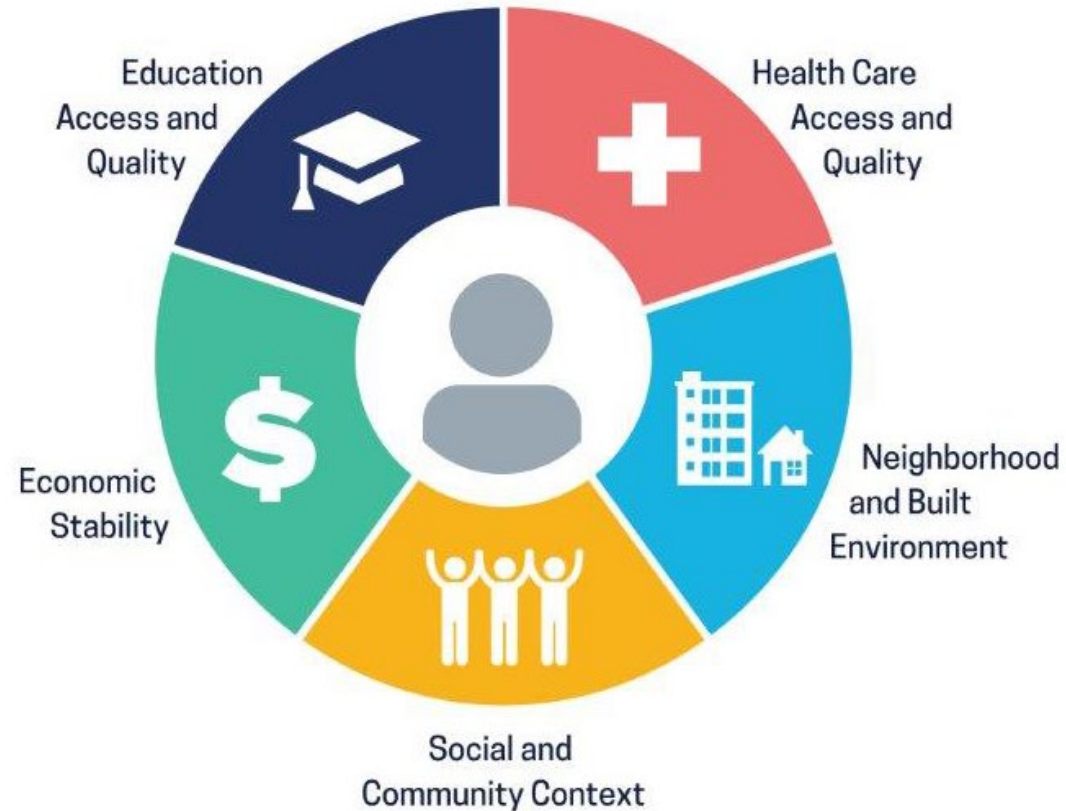 Education
Access and
Quality
Health Care
Access and
Quality
Economic
Stability
Neighborhood
and Built
Environment
Social and
Community Context